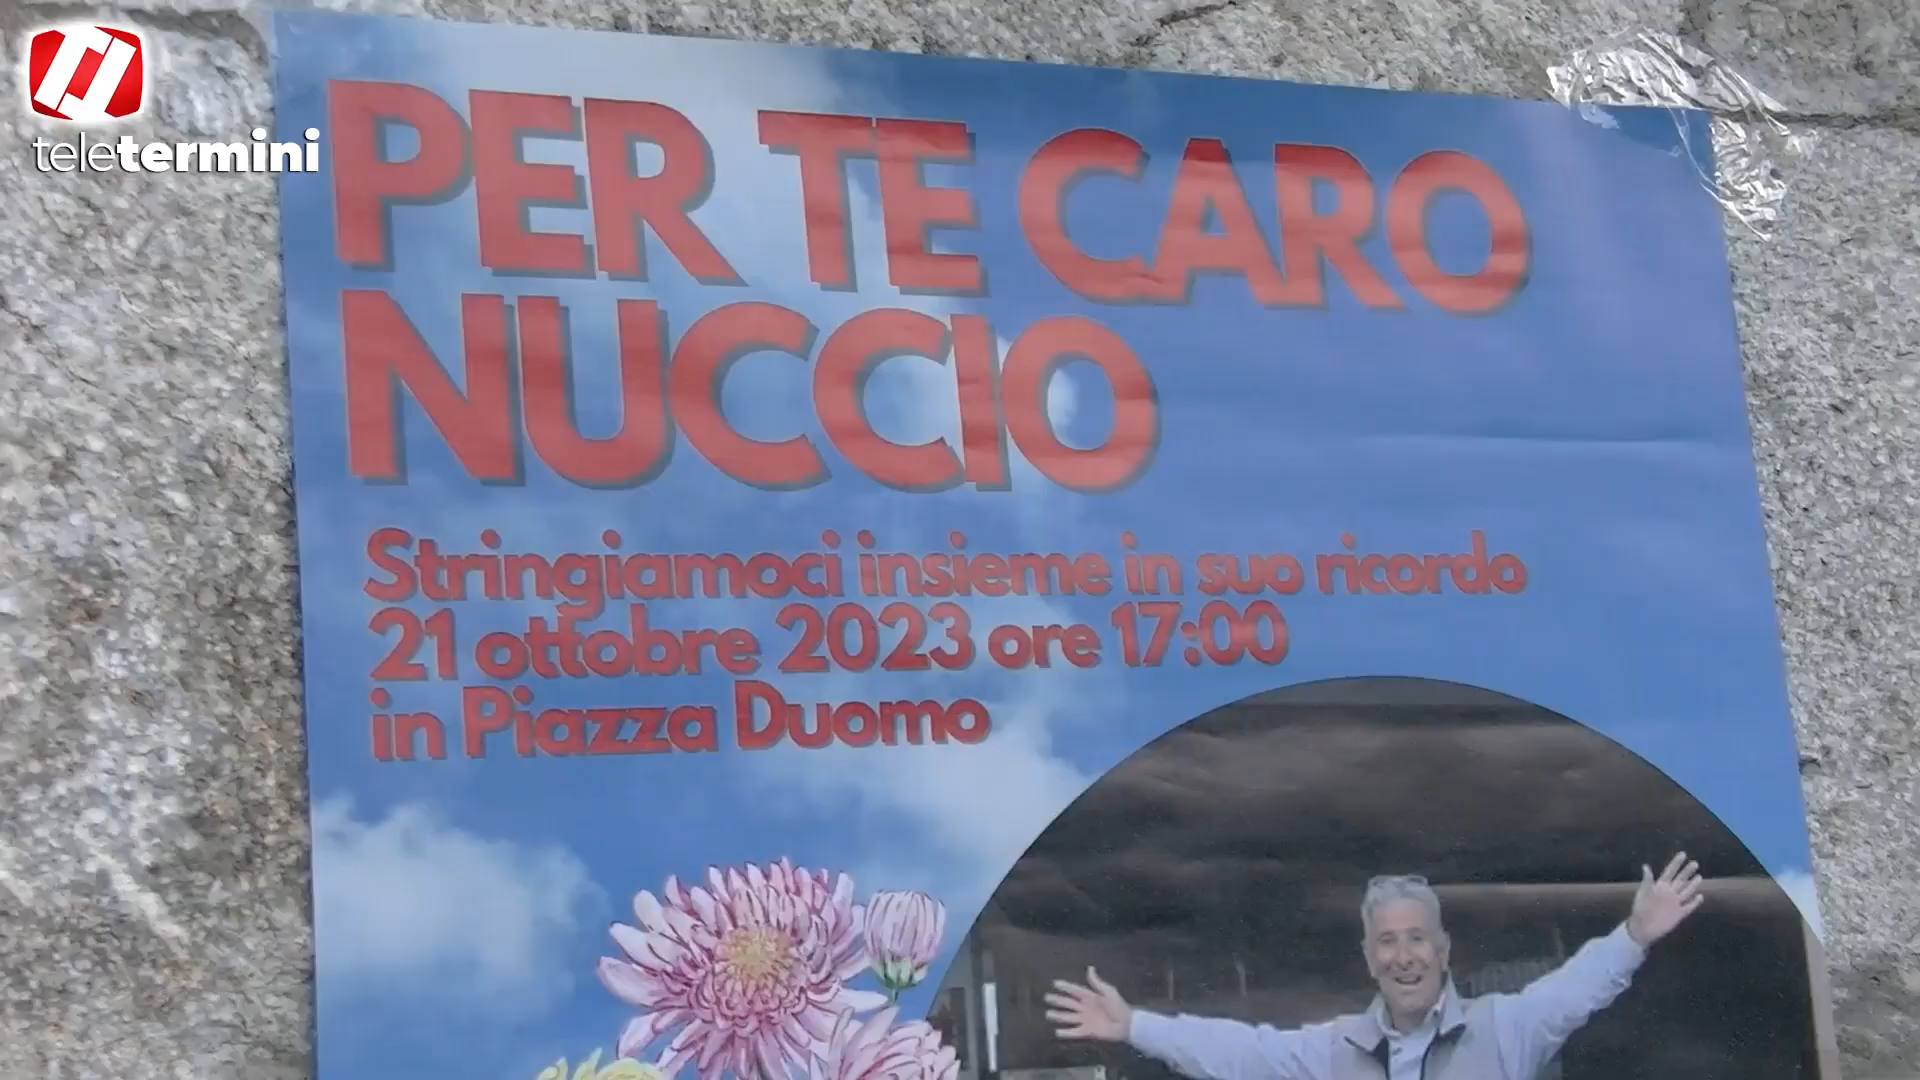 teletermini
PER TE CARO
NUCCIO
Stringiamoci insieme in suo ricordo
21 ottobre 2023 ore 17:00
in Piazza Duomo